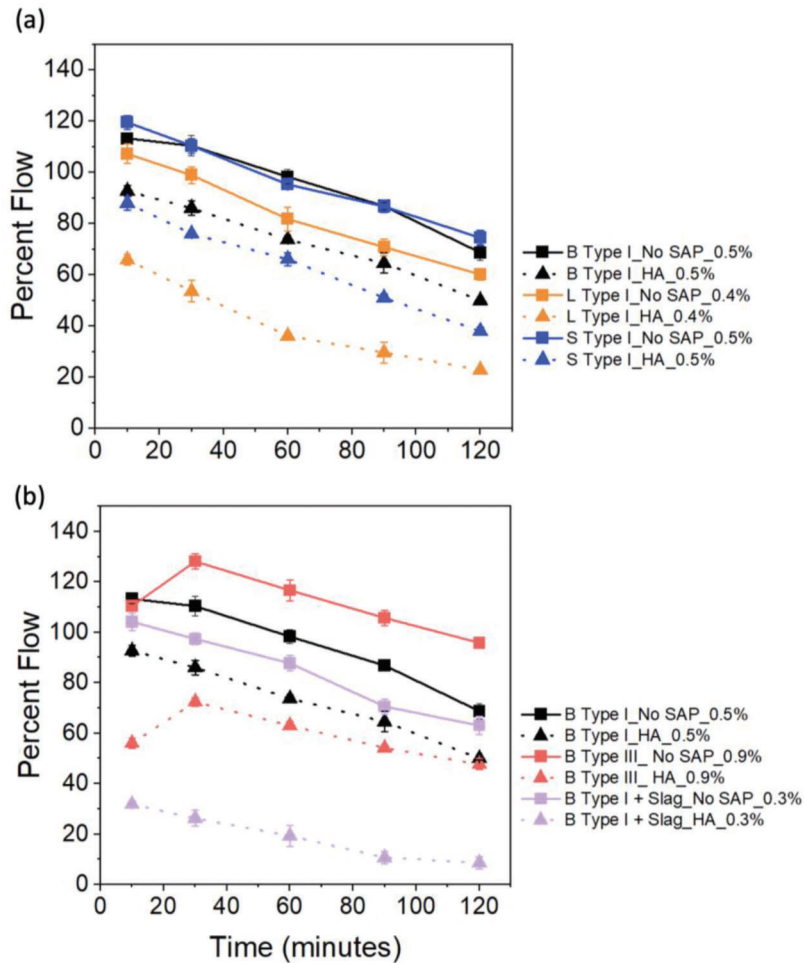 (a)
140
120
100
80
60
40
20
0
Percent Flow
0 20 40 60 80 100 120
B Type I_No SAP_0.5%
B Type I_HA_0.5%
L Type I_No SAP_0.4%
L Type I_HA_0.4%
S Type I_No SAP_0.5%
S Type I_HA_0.5%
(b)
140
120
100
80
60
40
20
0
Percent Flow
0 20 40 60 80 100 120
Time (minutes)
B Type I_No SAP_0.5%
B Type I_HA_0.5%
B Type III_ No SAP_0.9%
B Type III_ HA_0.9%
B Type I + Slag_No SAP_0.3%
B Type I + Slag_HA_0.3%